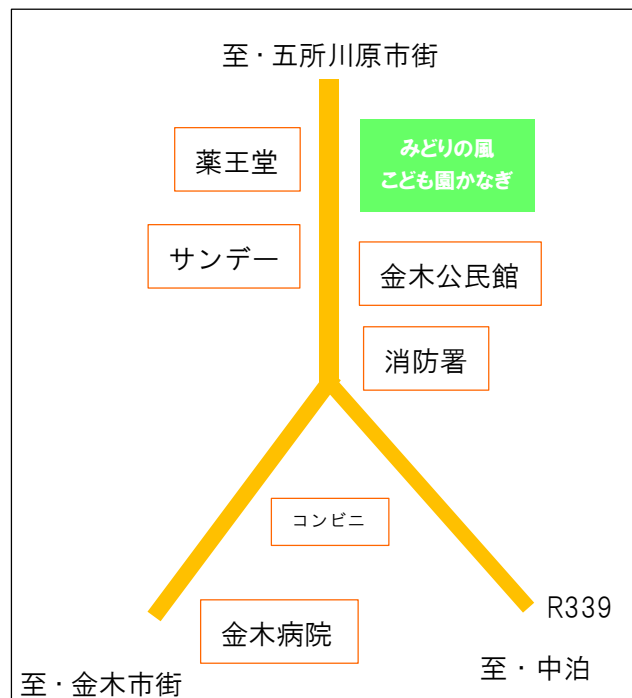 至・五所川原市街
薬王堂
みどりの風
こども園かなぎ
サンデー
金木公民館
消防署
コンビニ
金木病院
R339
至・中泊
至・金木市街